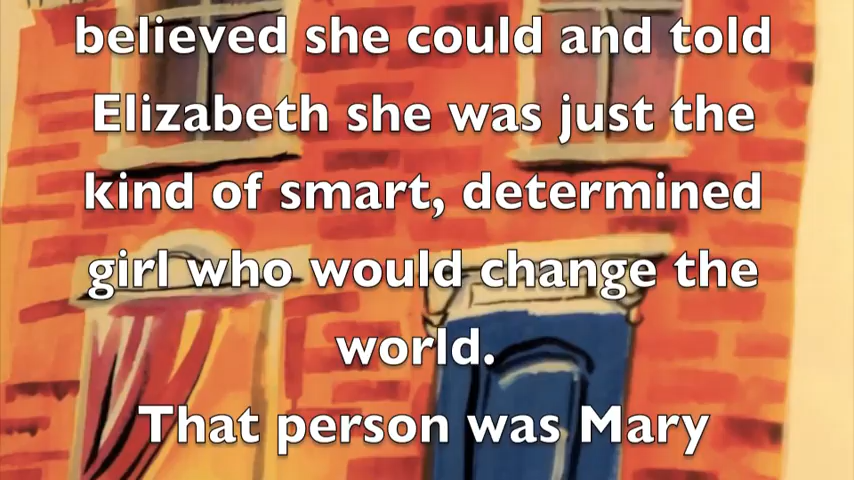 believed she could and told
Elizabeth she was just the
kind of smart, determined
girl who would change the
world.
That person was Mary